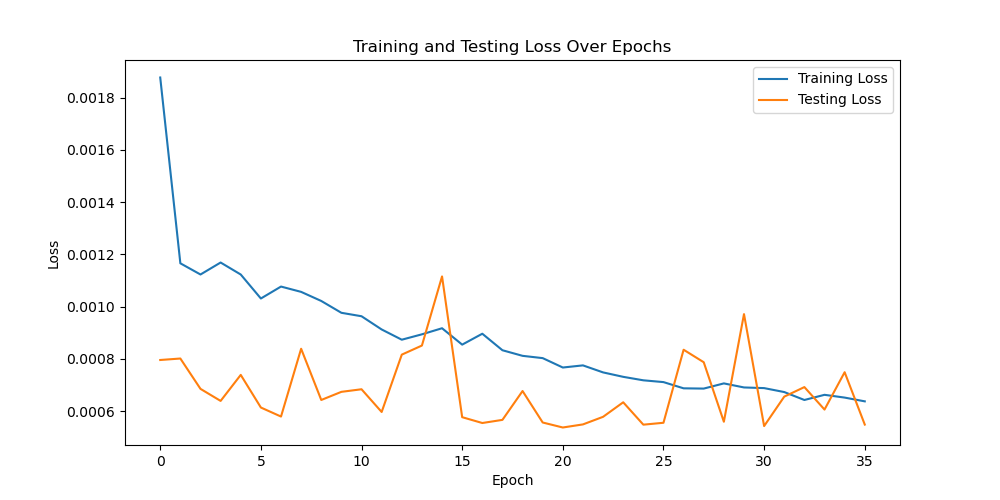 Training and Testing Loss Over Epochs
Training Loss
Testing Loss
0.0018
0.0016
0.0014
0.0012
0.0010
0.0008
0.0006
Loss
0 5 10 15 20 25 30 35
Epoch